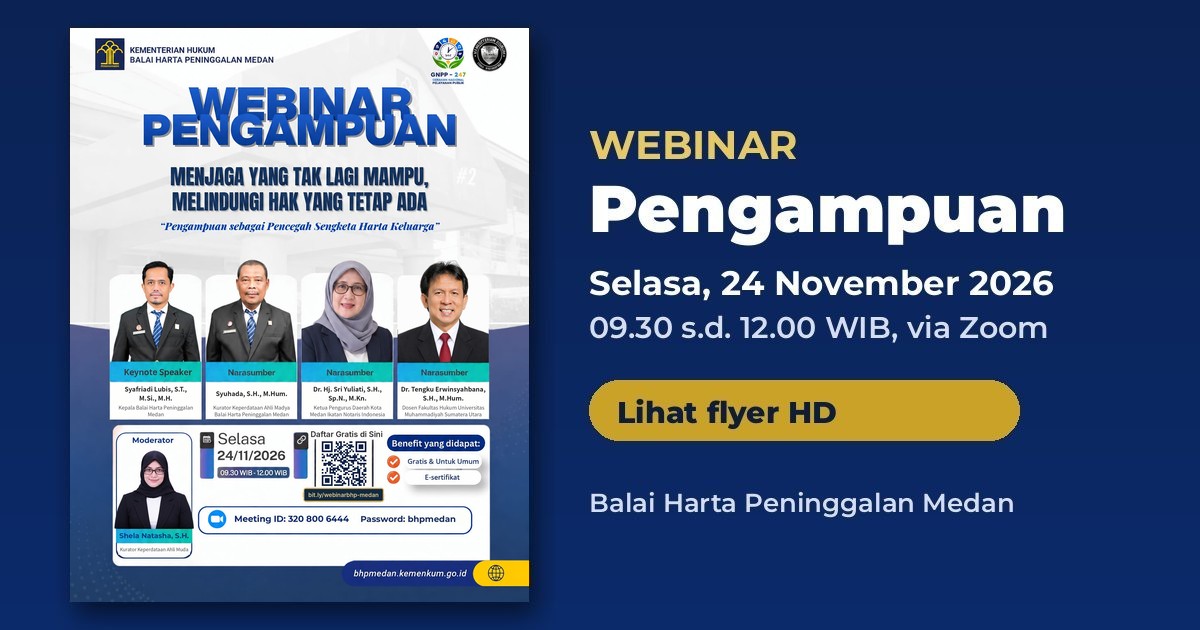 KEMENTERIAN HUKUM
BALAI HARTA PENINGGALAN MEDAN
GNPP - 247
WEBINAR
PENGAMPUAN
MENJAGA YANG TAK LAGI MAMPU,
#2
MELINDUNGI HAK YANG TETAP ADA
“Pengampuan sebagai Pencegah Sengketa Harta Keluarga”
Keynote Speaker
Syafriadi Lubis, S.T.,
M.Si., M.H.
Kepala Balai Harta Peninggalan
Medan
Narasumber
Syuhada, S.H., M.Hum.
Kurator Keperdataan Ahli Madya
Balai Harta Peninggalan Medan
Narasumber
Dr. Hj. Sri Yuliati, S.H.,
Sp.N., M.Kn.
Ketua Pengurus Daerah Kota
Medan Ikatan Notaris Indonesia
Narasumber
Dr. Tengku Erwinsyahbana,
S.H., M.Hum.
Dosen Fakultas Hukum Universitas
Muhammadiyah Sumatera Utara
Moderator
Shela Natasha, S.H.
Kurator Keperdataan Ahli Muda
Selasa
24/11/2026
09.30 WIB - 12.00 WIB
Daftar Gratis di Sini
bit.ly/webinarbhp-medan
Benefit yang didapat:
Gratis & Untuk Umum
E-sertifikat
Meeting ID: 320 800 6444 Password: bhpmedan
bhpmedan.kemenkum.go.id
WEBINAR
Pengampuan
Selasa, 24 November 2026
09.30 s.d. 12.00 WIB, via Zoom
Lihat flyer HD
Balai Harta Peninggalan Medan